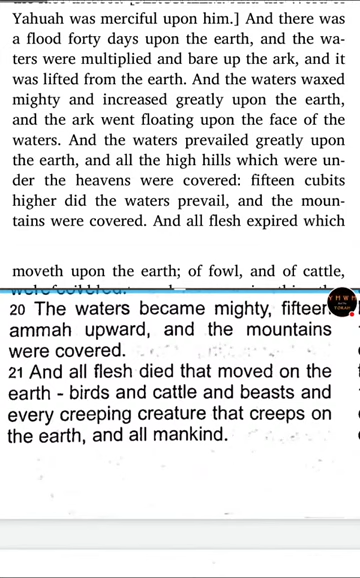 Yahuah was merciful upon him.] And there was
a flood forty days upon the earth, and the wa-
ters were multiplied and bare up the ark, and it
was lifted from the earth. And the waters waxed
mighty and increased greatly upon the earth,
and the ark went floating upon the face of the
waters. And the waters prevailed greatly upon
the earth, and all the high hills which were un-
der the heavens were covered: fifteen cubits
higher did the waters prevail, and the moun-
tains were covered. And all flesh expired which
moveth upon the earth; of fowl, and of cattle,
20 The waters became mighty, fifteen
ammah upward, and the mountains
were covered.
21 And all flesh died that moved on the
earth - birds and cattle and beasts and
every creeping creature that creeps on
the earth, and all mankind.